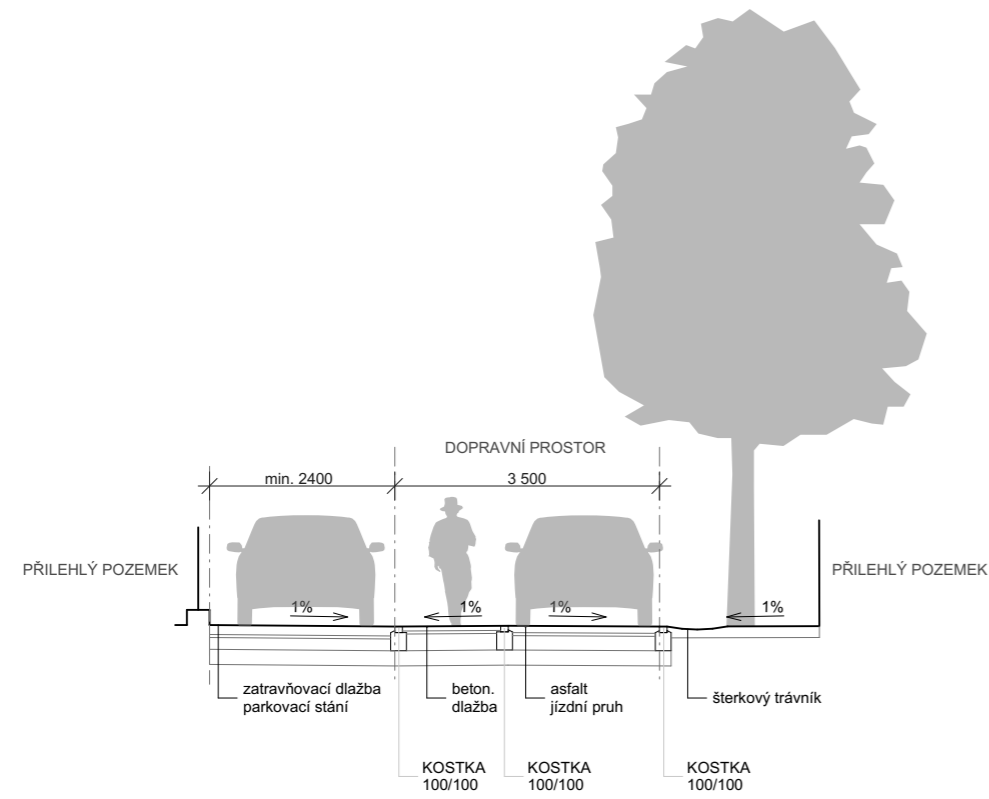 DOPRAVNÍ PROSTOR
min. 2400
3 500
PŘILEHLÝ POZEMEK
PŘILEHLÝ POZEMEK
1%
1%
1%
1%
zatravňovací dlažba
parkovací stání
beton.
dlažba
asfalt
jízdní pruh
šterkový trávník
KOSTKA
100/100
KOSTKA
100/100
KOSTKA
100/100